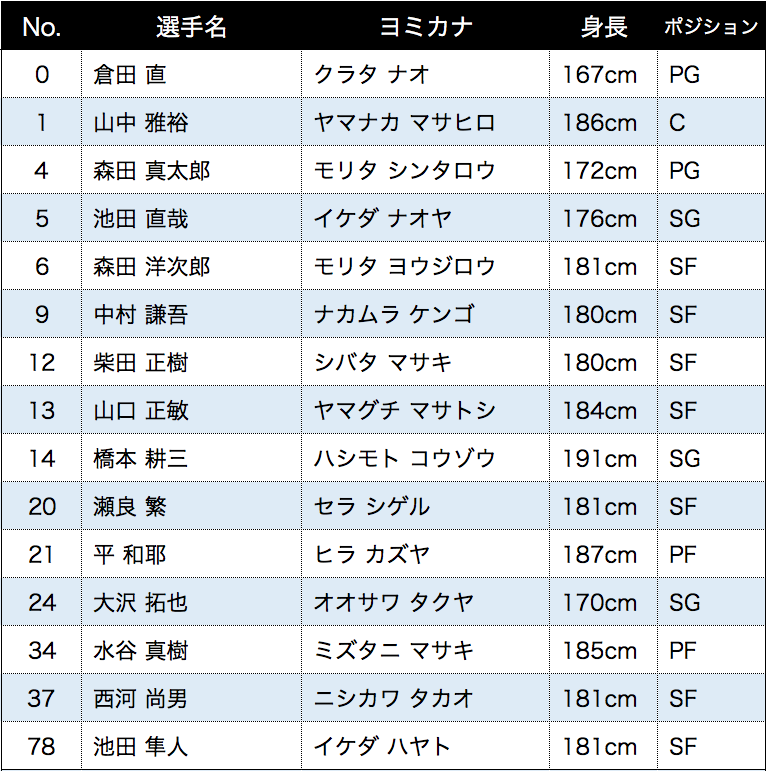 No. 選手名 ヨミカナ 身長 ポジション
0 倉田 直 クラタ ナオ 167cm PG
1 山中 雅裕 ヤマナカ マサヒロ 186cm C
4 森田 真太郎 モリタ シンタロウ 172cm PG
5 池田 直哉 イケダ ナオヤ 176cm SG
6 森田 洋次郎 モリタ ヨウジロウ 181cm SF
9 中村 謙吾 ナカムラ ケンゴ 180cm SF
12 柴田 正樹 シバタ マサキ 180cm SF
13 山口 正敏 ヤマグチ マサトシ 184cm SF
14 橋本 耕三 ハシモト コウゾウ 191cm SG
20 瀬良 繁 セラ シゲル 181cm SF
21 平 和耶 ヒラ カズヤ 187cm PF
24 大沢 拓也 オオサワ タクヤ 170cm SG
34 水谷 真樹 ミズタニ マサキ 185cm PF
37 西河 尚男 ニシカワ タカオ 181cm SF
78 池田 隼人 イケダ ハヤト 181cm SF